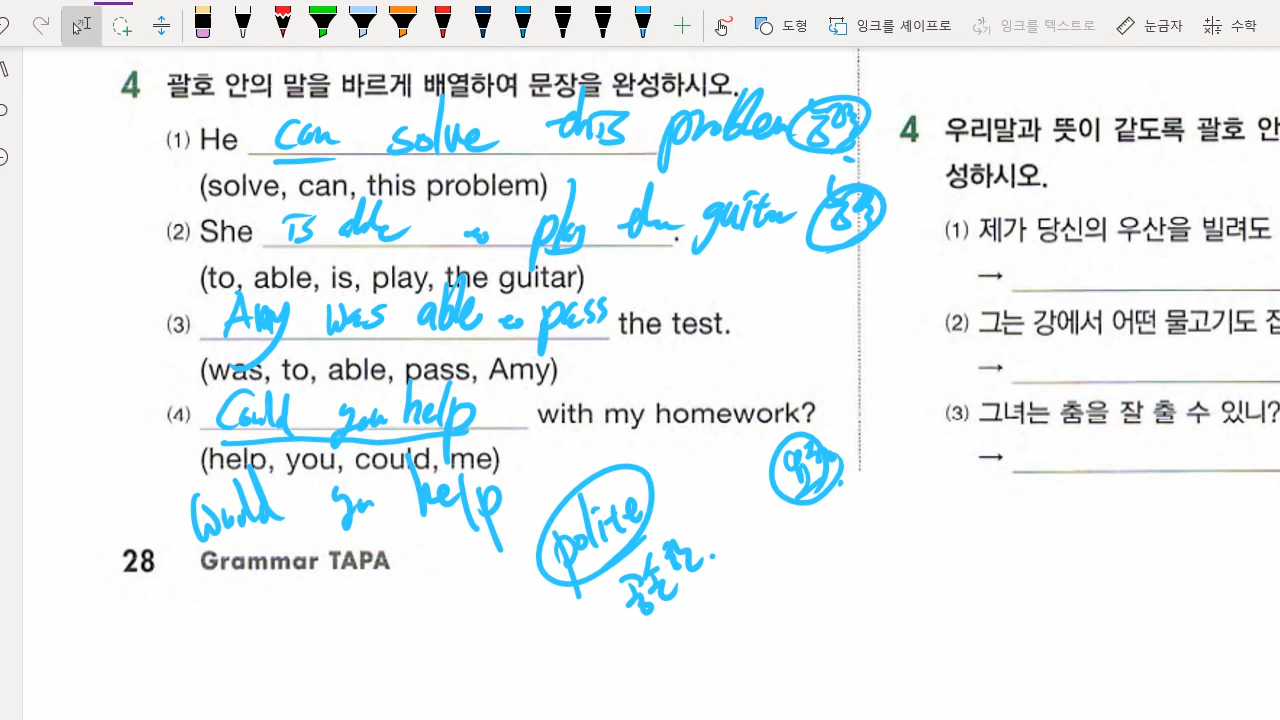 도형 잉크를 셰이프로 잉크를 텍스트로 눈금자 수학
4 괄호 안의 말을 바르게 배열하여 문장을 완성하시오.
(1) He can solve this problem
(solve, can, this problem)
(2) She is able to play the guitar.
(to, able, is, play, the guitar)
(3) Amy was able to pass the test.
(was, to, able, pass, Amy)
(4) Could you help with my homework?
(help, you, could, me)
Would you help
polite
공손한.
28 Grammar TAPA
4 우리말과 뜻이 같도록 괄호 안
성하시오.
(1) 제가 당신의 우산을 빌려도
→
(2) 그는 강에서 어떤 물고기도 잡
→
(3) 그녀는 춤을 잘 출 수 있니?
→